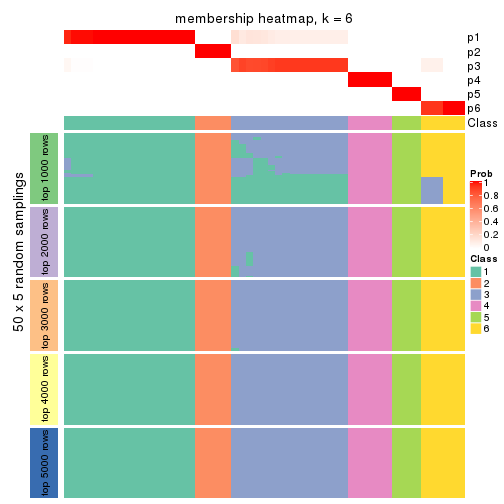 membership heatmap, k = 6
p1
p2
p3
p4
p5
p6
Class
50 x 5 random samplings
top 1000 rows
top 2000 rows
top 3000 rows
top 4000 rows
top 5000 rows
Prob
1
0.8
0.6
0.4
0.2
0
Class
1
2
3
4
5
6